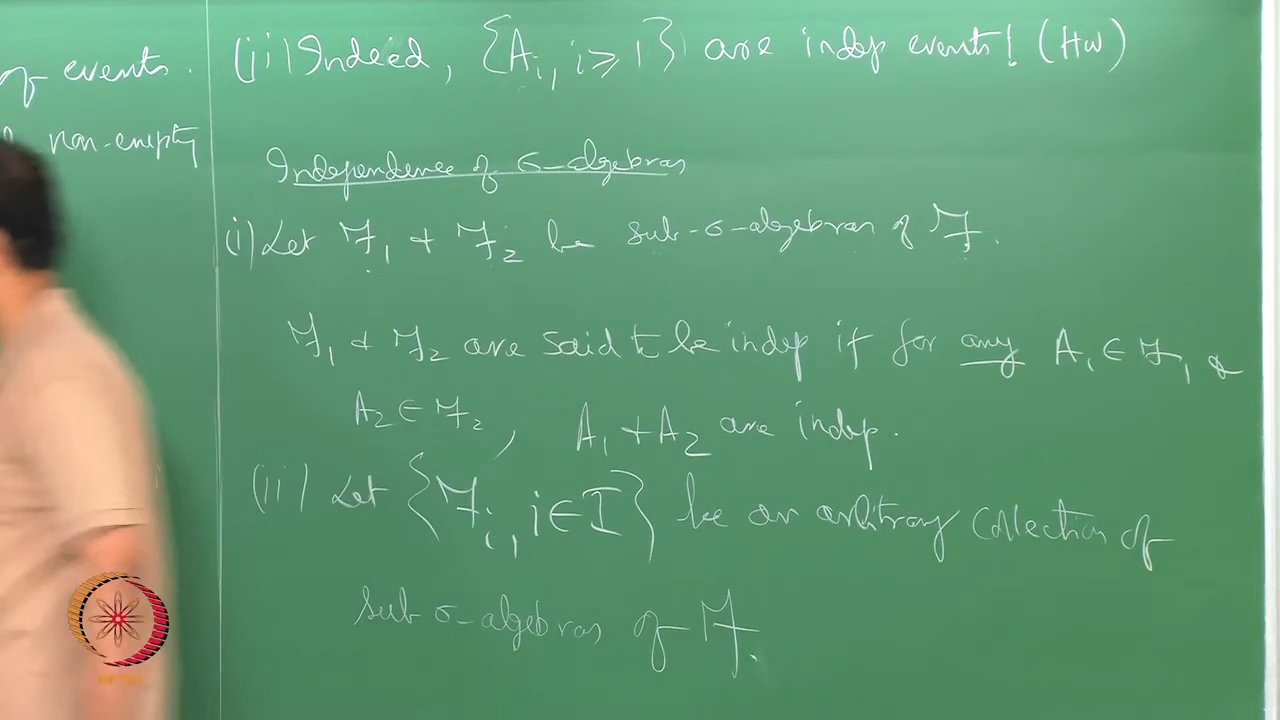 of events.
non-empty
(ii) Indeed, {A_i, i ≥ 1} are indep events! (HW)
Independence of σ-algebras
(i) Let ℱ_1 & ℱ_2 be sub-σ-algebras of ℱ.
ℱ_1 & ℱ_2 are said to be indep if for any A_1 ∈ ℱ_1 &
A_2 ∈ ℱ_2, A_1 & A_2 are indep.
(ii) Let {ℱ_i, i ∈ I} be an arbitrary collection of
sub σ-algebras of ℱ.
NPTEL